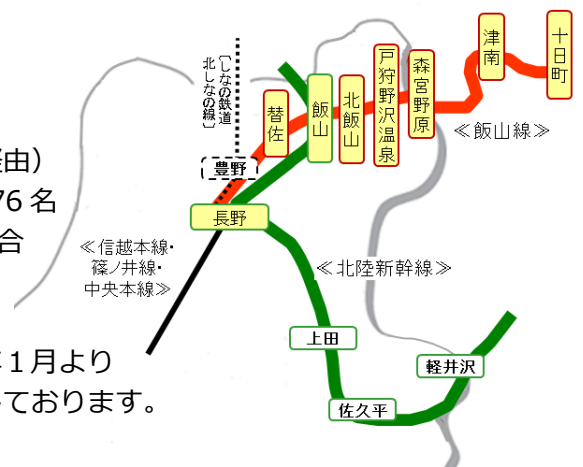 十日町
津南
森宮野原
戸狩野沢温泉
北飯山
飯山
替佐
〔しなの鉄道
北しなの線〕
≪飯山線≫
豊野
経由）
76名
合
長野
≪信越本線・
篠ノ井線・
中央本線≫
≪北陸新幹線≫
上田
軽井沢
佐久平
年１月より
ております。